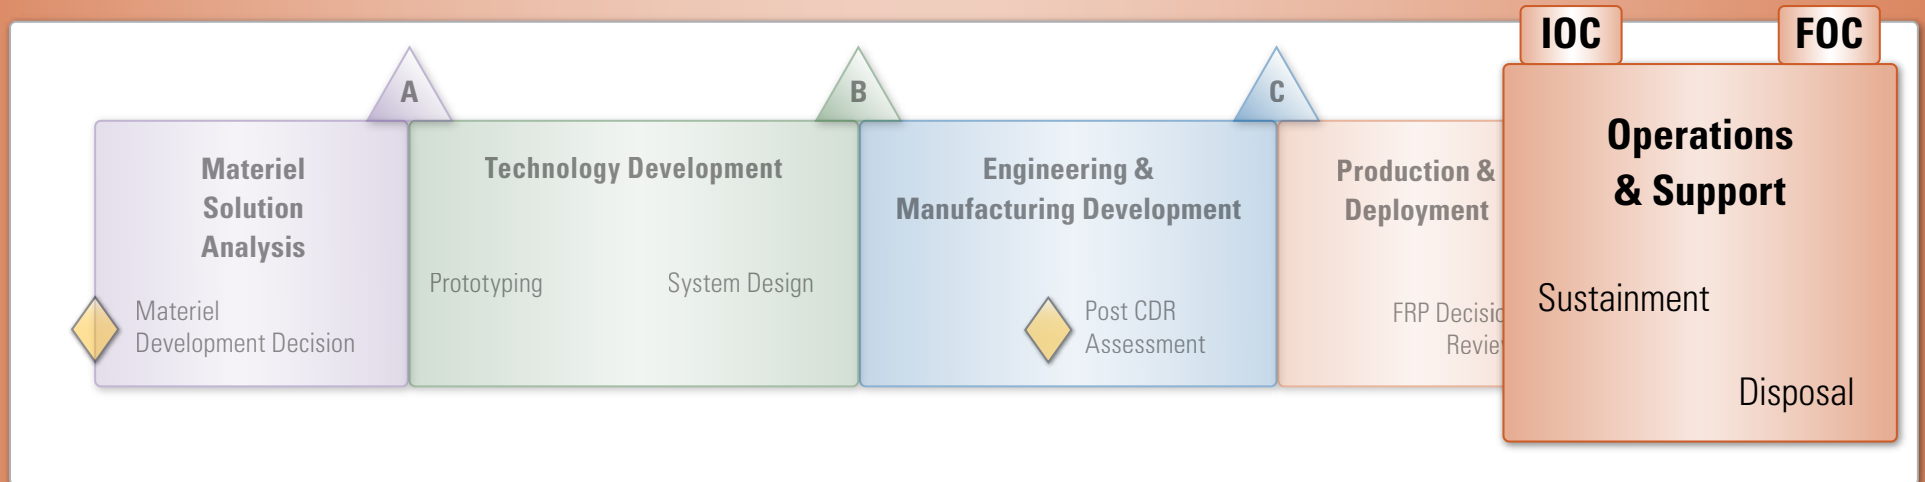 IOC
FOC
A
B
C
Materiel
Solution
Analysis
Materiel
Development Decision
Technology Development
Prototyping
System Design
Engineering &
Manufacturing Development
Post CDR
Assessment
Production &
Deployment
FRP
Operations
& Support
Sustainment
Disposal